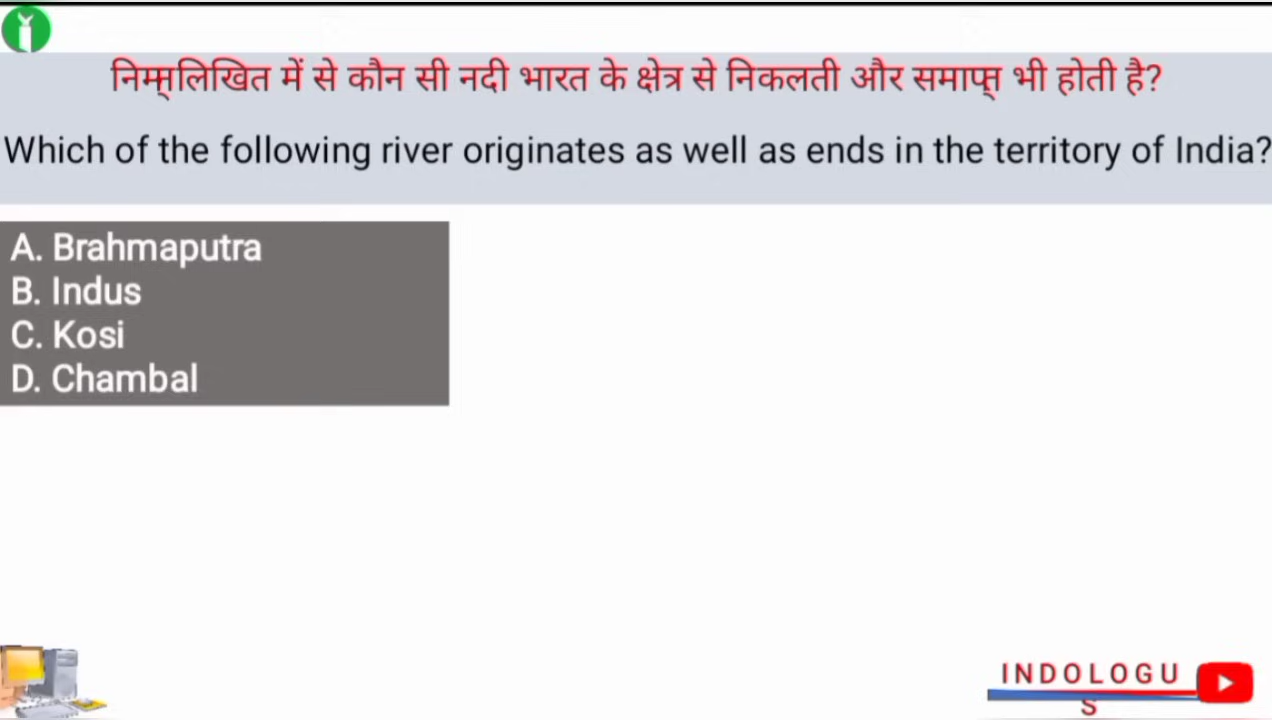 निम्नलिखित में से कौन सी नदी भारत के क्षेत्र से निकलती और समाप्त भी होती है?
Which of the following river originates as well as ends in the territory of India?
A. Brahmaputra
B. Indus
C. Kosi
D. Chambal
INDOLOGU
S